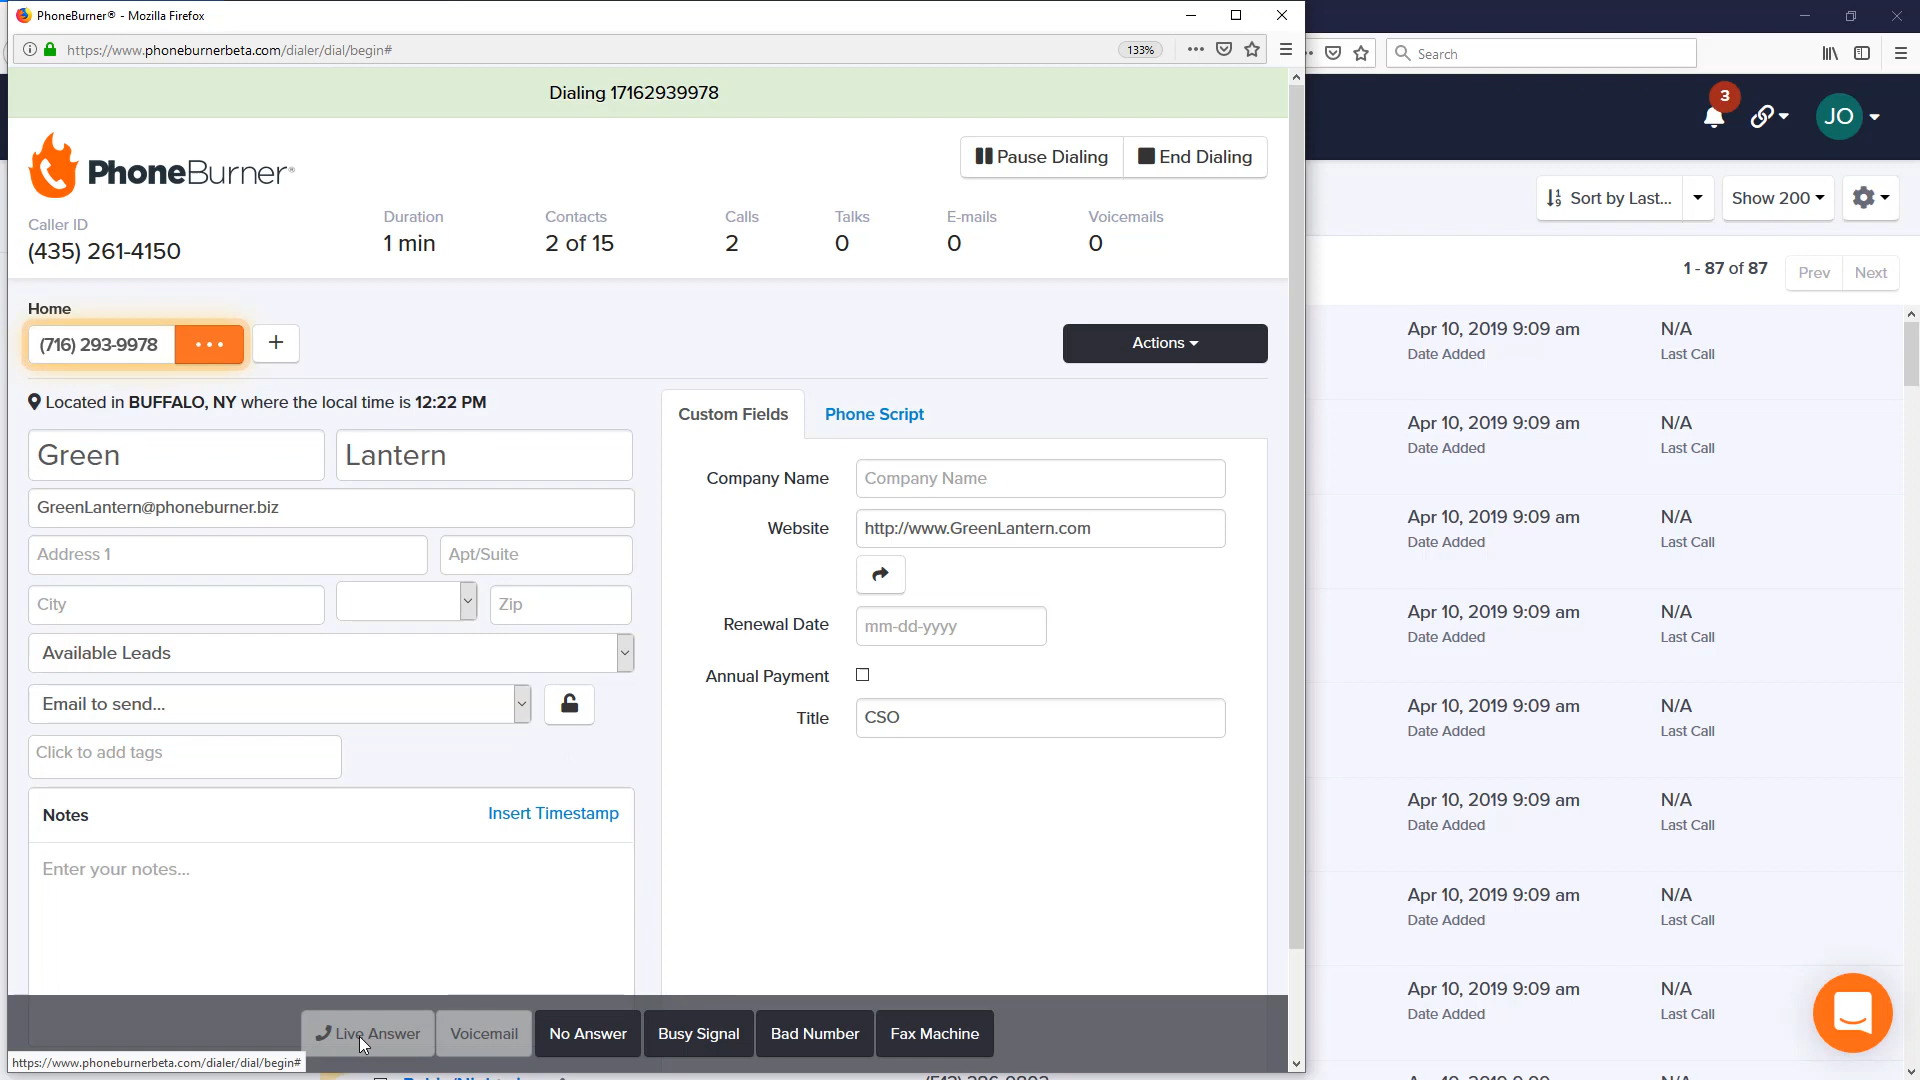 PhoneBurner® - Mozilla Firefox
https://www.phoneburnerbeta.com/dialer/dial/begin#
133%
Search
Dialing 17162939978
3
JO
PhoneBurner®
Pause Dialing
End Dialing
Sort by Last...
Show 200
Caller ID
(435) 261-4150
Duration
1 min
Contacts
2 of 15
Calls
2
Talks
0
E-mails
0
Voicemails
0
1 - 87 of 87
Prev
Next
Home
(716) 293-9978
+
Actions
Located in BUFFALO, NY where the local time is 12:22 PM
Green
Lantern
GreenLantern@phoneburner.biz
Address 1
Apt/Suite
City
Zip
Available Leads
Email to send...
Click to add tags
Notes
Insert Timestamp
Enter your notes...
Custom Fields
Phone Script
Company Name
Company Name
Website
http://www.GreenLantern.com
Renewal Date
mm-dd-yyyy
Annual Payment
Title
CSO
Apr 10, 2019 9:09 am
Date Added
N/A
Last Call
Apr 10, 2019 9:09 am
Date Added
N/A
Last Call
Apr 10, 2019 9:09 am
Date Added
N/A
Last Call
Apr 10, 2019 9:09 am
Date Added
N/A
Last Call
Apr 10, 2019 9:09 am
Date Added
N/A
Last Call
Apr 10, 2019 9:09 am
Date Added
N/A
Last Call
Apr 10, 2019 9:09 am
Date Added
N/A
Last Call
Apr 10, 2019 9:09 am
Date Added
N/A
Last Call
Live Answer
Voicemail
No Answer
Busy Signal
Bad Number
Fax Machine
https://www.phoneburnerbeta.com/dialer/dial/begin#